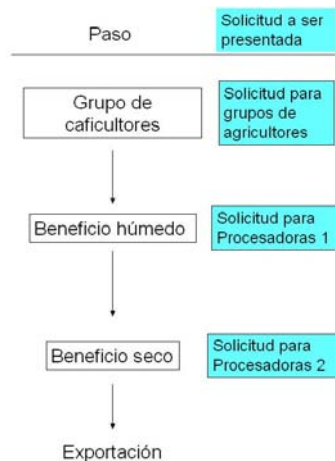 Paso
Solicitud a ser
presentada
Grupo de
caficultores
Solicitud para
grupos de
agricultores
Beneficio húmedo
Solicitud para
Procesadoras 1
Beneficio seco
Solicitud para
Procesadoras 2
Exportación